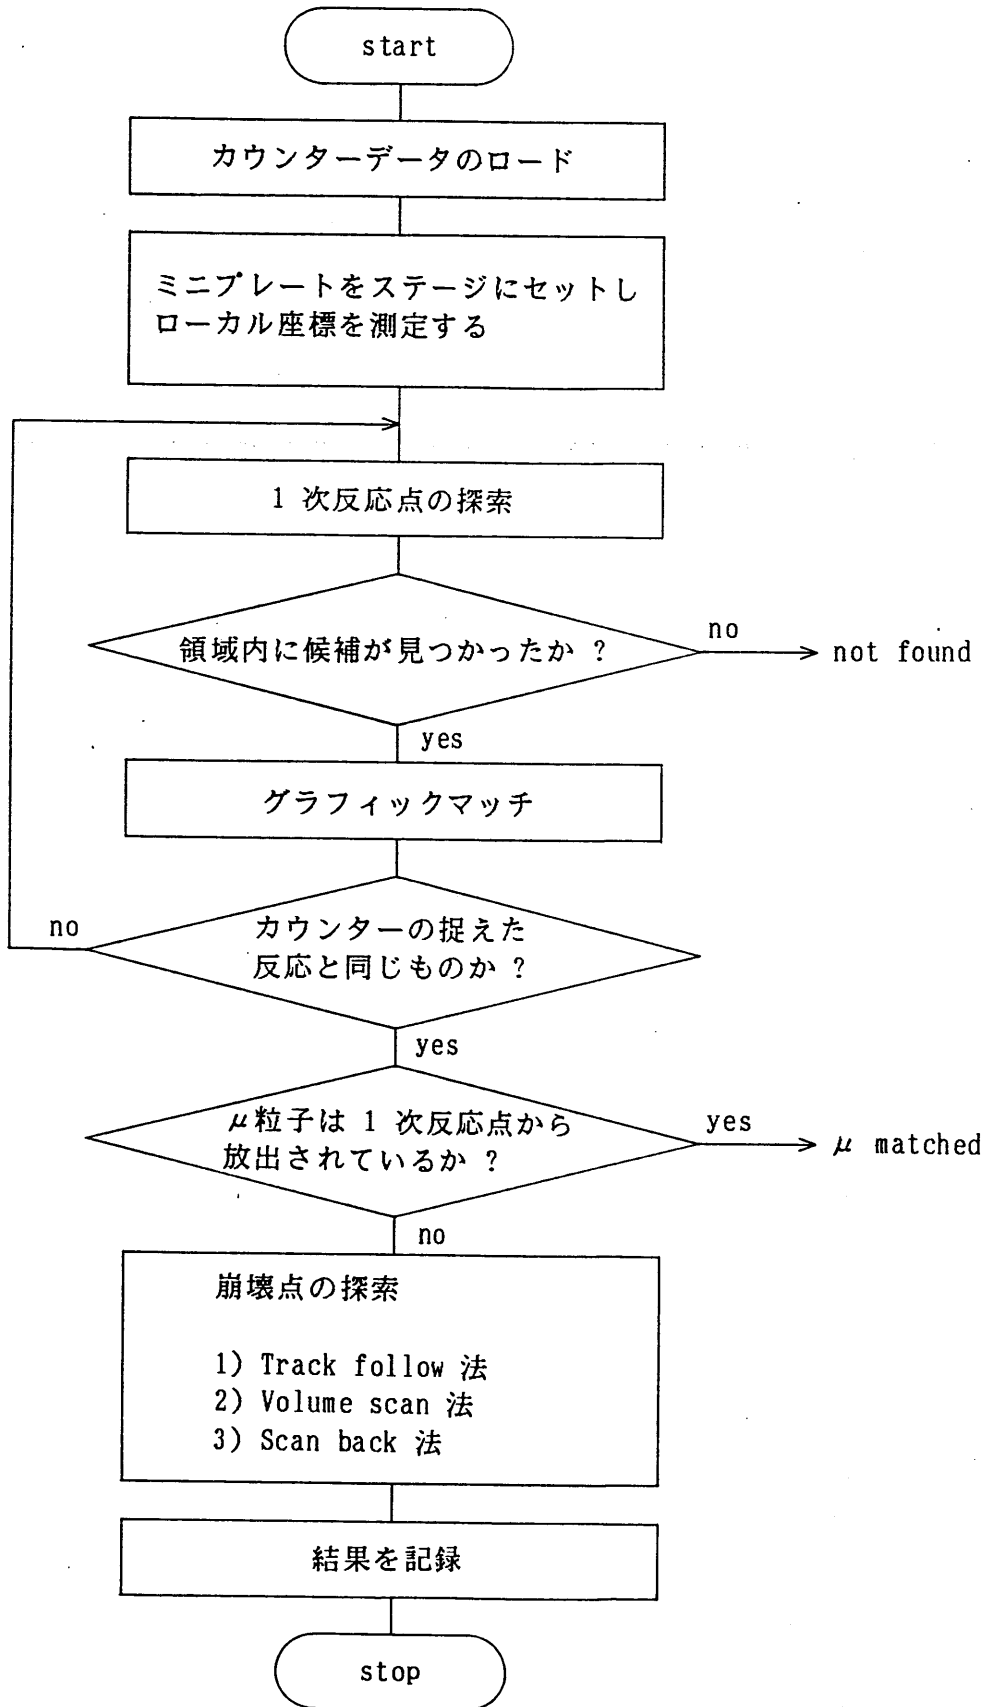 start
カウンターデータのロード
ミニプレートをステージにセットし
ローカル座標を測定する
1 次反応点の探索
領域内に候補が見つかったか ?
no
not found
yes
グラフィックマッチ
カウンターの捉えた
反応と同じものか ?
no
yes
μ粒子は 1 次反応点から
放出されているか ?
yes
μ matched
no
崩壊点の探索
1) Track follow 法
2) Volume scan 法
3) Scan back 法
結果を記録
stop